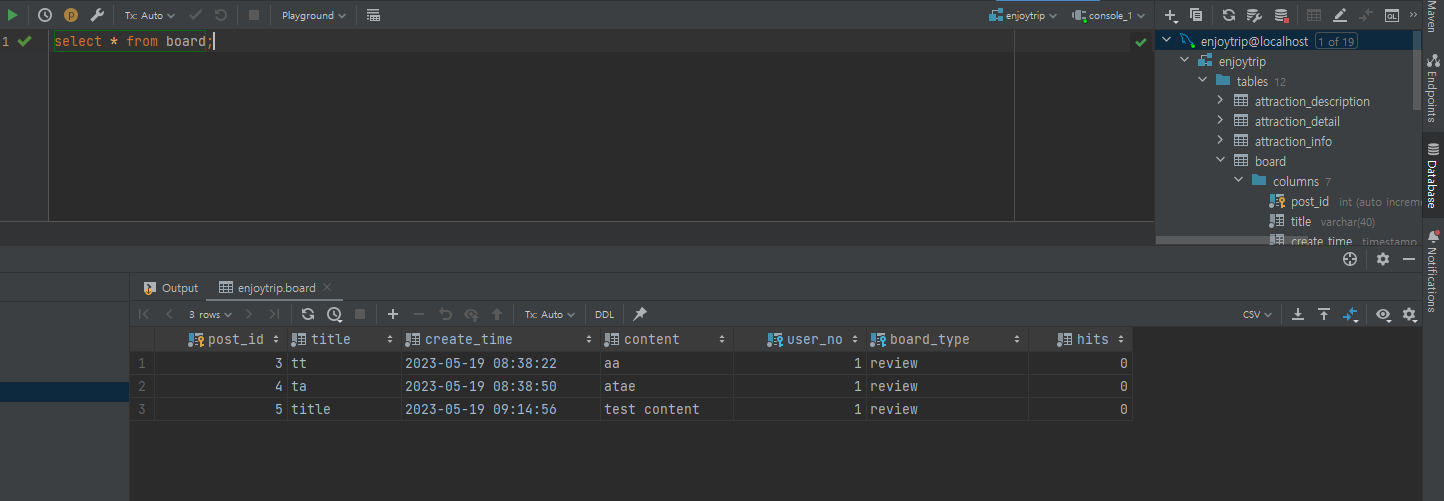 Tx: Auto Playground enjoytrip console_1
1 select * from board;
enjoytrip@localhost 1 of 19
enjoytrip
tables 12
attraction_description
attraction_detail
attraction_info
board
columns 7
post_id int (auto increme
title varchar(40)
create_time timestamp
Maven
Endpoints
Database
Notifications
Output enjoytrip.board
3 rows Tx: Auto DDL CSV
post_id title create_time content user_no board_type hits
1 3 tt 2023-05-19 08:38:22 aa 1 review 0
2 4 ta 2023-05-19 08:38:50 atae 1 review 0
3 5 title 2023-05-19 09:14:56 test content 1 review 0